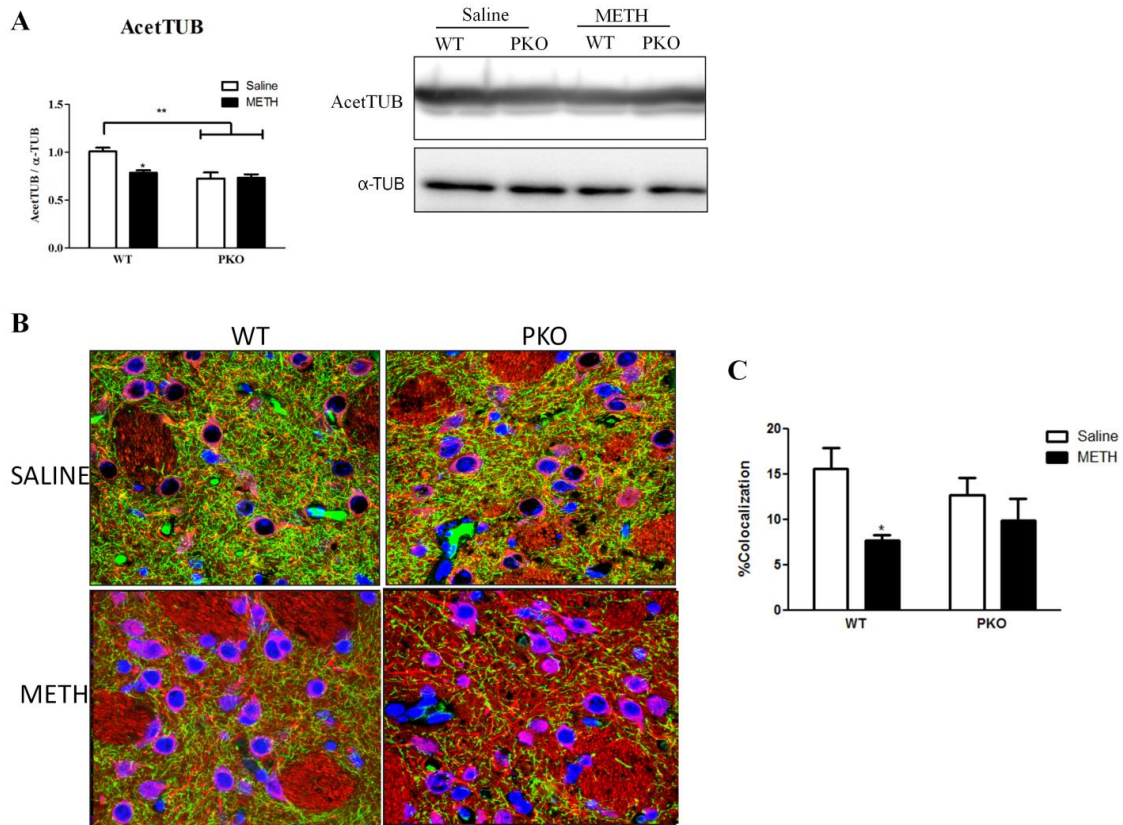 A
AcetTUB
Saline
METH
AcetTUB / α-TUB
1.5
1.0
0.5
0.0
**
*
WT
PKO
Saline
METH
WT
PKO
WT
PKO
AcetTUB
α-TUB
B
WT
PKO
SALINE
METH
C
%Colocalization
20
15
10
5
0
*
Saline
METH
WT
PKO